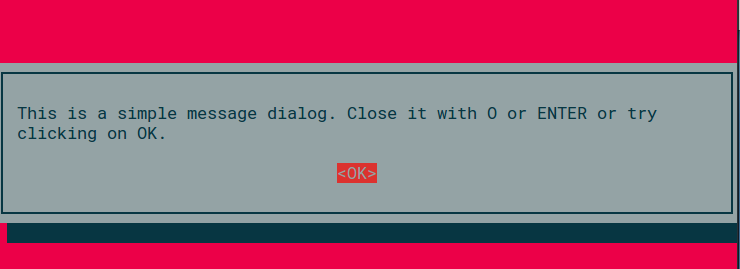 This is a simple message dialog. Close it with O or ENTER or try
clicking on OK.
<OK>